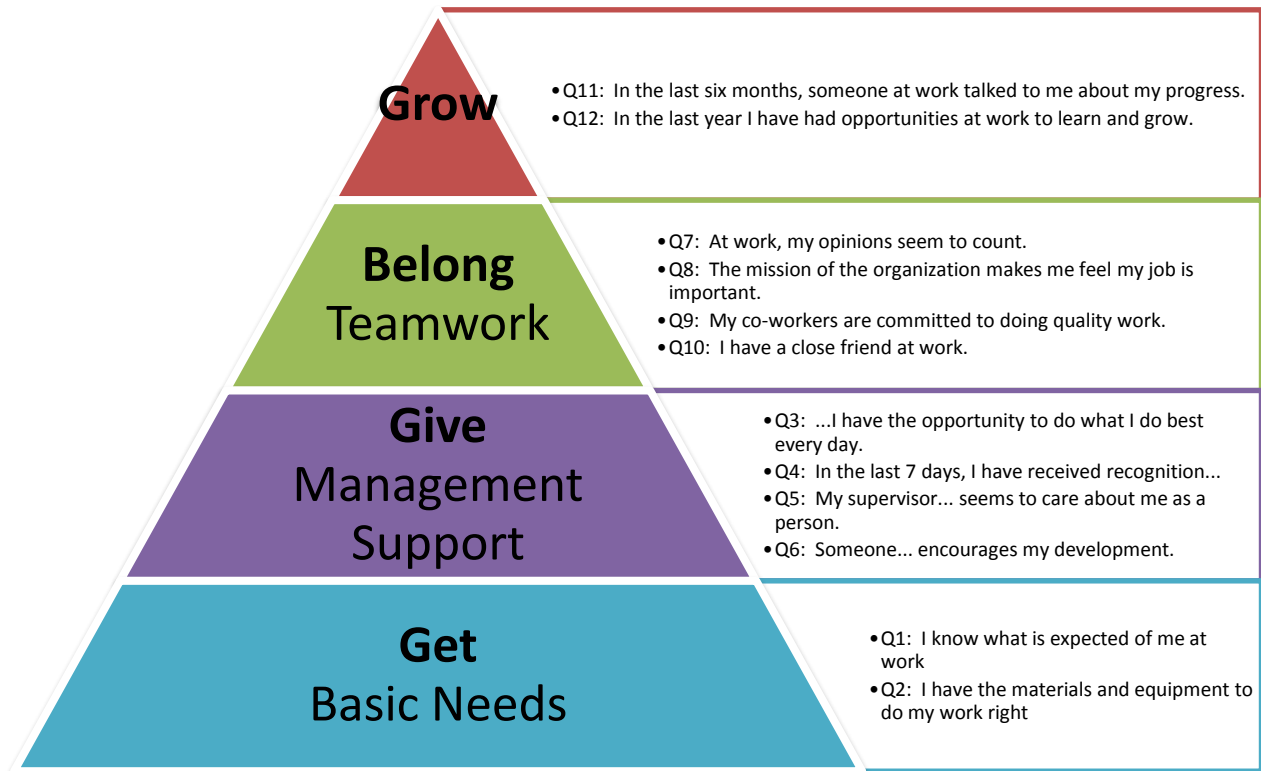 Grow
•Q11:  In the last six months, someone at work talked to me about my progress.
•Q12:  In the last year I have had opportunities at work to learn and grow.
Belong
Teamwork
•Q7:  At work, my opinions seem to count.
•Q8:  The mission of the organization makes me feel my job is
important.
•Q9:  My co-workers are committed to doing quality work.
•Q10:  I have a close friend at work.
Give
Management
Support
•Q3:  ...I have the opportunity to do what I do best
every day.
•Q4:  In the last 7 days, I have received recognition...
•Q5:  My supervisor... seems to care about me as a
person.
•Q6:  Someone... encourages my development.
Get
Basic Needs
•Q1:  I know what is expected of me at
work
•Q2:  I have the materials and equipment to
do my work right